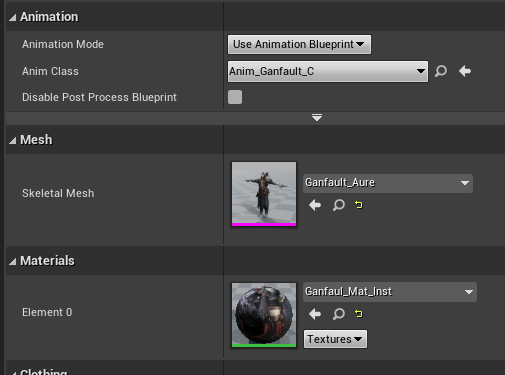 Animation
Animation Mode
Use Animation Blueprint
Anim Class
Anim_Ganfault_C
Disable Post Process Blueprint
Mesh
Skeletal Mesh
Ganfault_Aure
Materials
Element 0
Ganfaul_Mat_Inst
Textures
Clothing